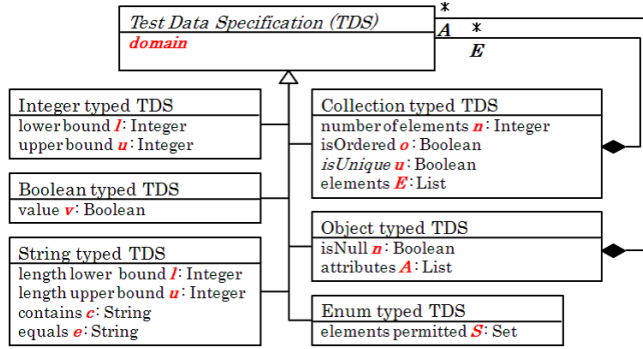 Test Data Specification (TDS)
domain
*
A
*
E
Integer typed TDS
lower bound l: Integer
upper bound u: Integer
Boolean typed TDS
value v: Boolean
String typed TDS
length lower bound l: Integer
length upper bound u: Integer
contains c: String
equals e: String
Collection typed TDS
number of elements n: Integer
isOrdered o: Boolean
isUnique u: Boolean
elements E: List
Object typed TDS
isNull n: Boolean
attributes A: List
Enum typed TDS
elements permitted S: Set